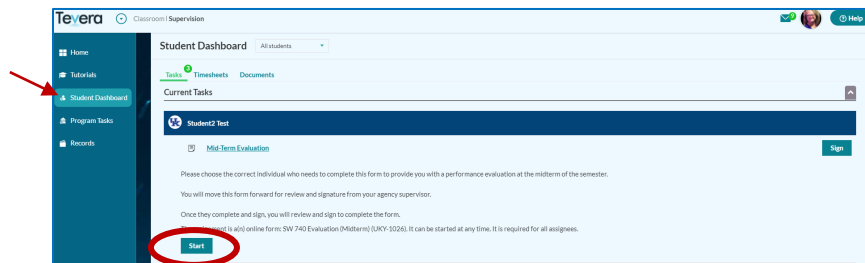 Tevera Classroom | Supervision 9 Help
Home
Tutorials
Student Dashboard
Program Tasks
Records
Student Dashboard All students
Tasks 3 Timesheets Documents
Current Tasks
UK Student2 Test
Mid-Term Evaluation Sign
Please choose the correct individual who needs to complete this form to provide you with a performance evaluation at the midterm of the semester.
You will move this form forward for review and signature from your agency supervisor.
Once they complete and sign, you will review and sign to complete the form.
is a(n) online form: SW 740 Evaluation (Midterm) (UKY-1026). It can be started at any time. It is required for all assignees.
Start